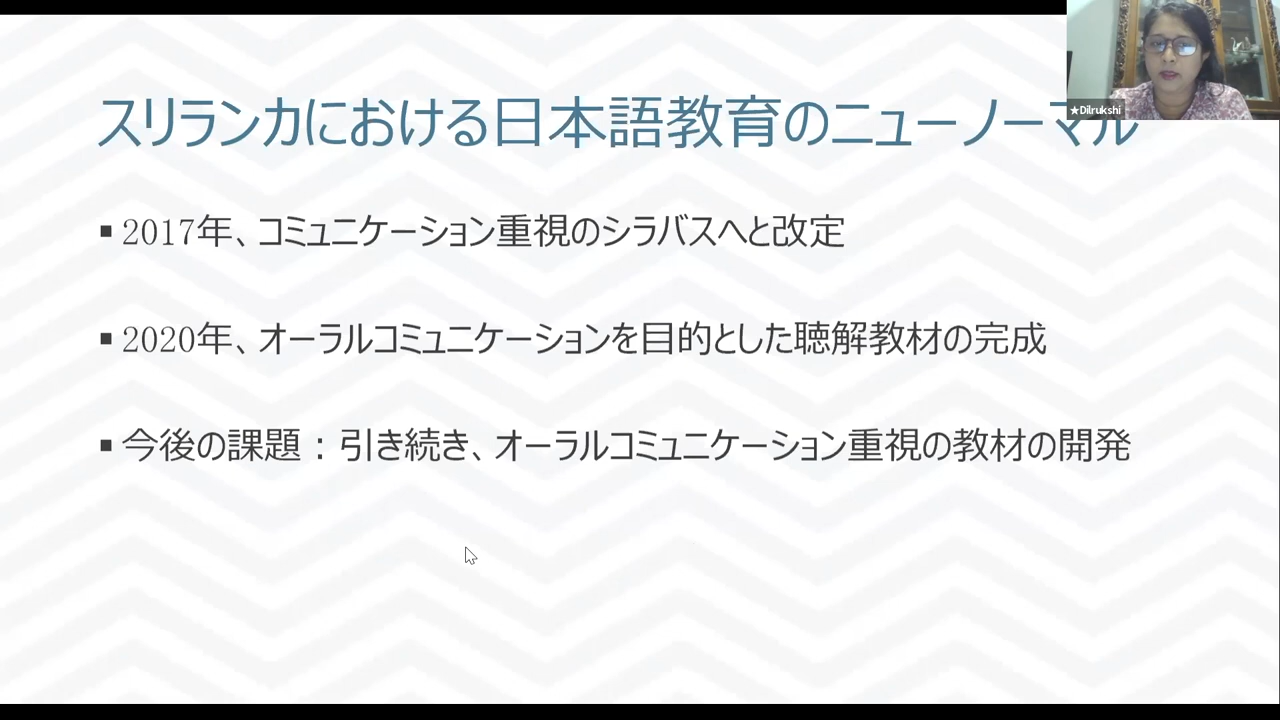 スリランカにおける日本語教育のニューノーマル
★Dilrukshi
▪ 2017年、コミュニケーション重視のシラバスへと改定
▪ 2020年、オーラルコミュニケーションを目的とした聴解教材の完成
▪ 今後の課題：引き続き、オーラルコミュニケーション重視の教材の開発